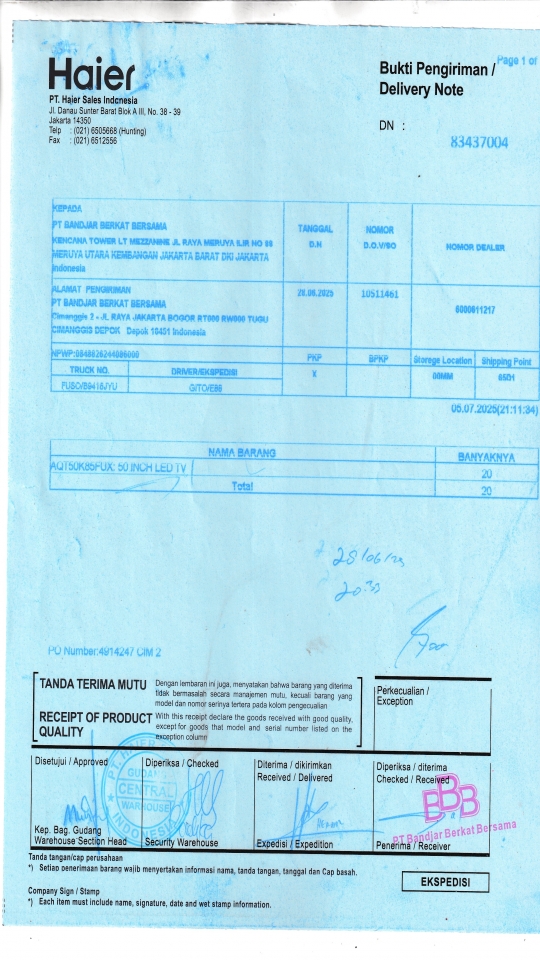 Haier
PT. Haier Sales Indonesia
Jl. Danau Sunter Barat Blok A III, No. 38 - 39
Jakarta 14350
Telp : (021) 6505668 (Hunting)
Fax : (021) 6512556
Page 1 of
Bukti Pengiriman /
Delivery Note
DN :
83437004
KEPADA
PT BANDJAR BERKAT BERSAMA
KENCANA TOWER LT MEZZANINE JL RAYA MERUYA ILIR NO 88
MERUYA UTARA KEMBANGAN JAKARTA BARAT DKI JAKARTA
Indonesia
TANGGAL
D.H
NOMOR
D.O.V/SO
NOMOR DEALER
ALAMAT PENGIRIMAN
PT BANDJAR BERKAT BERSAMA
Cimanggis 2 - JL RAYA JAKARTA BOGOR RT006 RW000 TUGU
CIMANGGIS DEPOK Depok 16451 Indonesia
28.06.2025
10511461
6000611217
NPWP:0848626244086000
PKP
BPKP
Storege Location
Shipping Point
TRUCK NO.
DRIVER/EKSPEDISI
X
00MM
6501
FUSO/B9416JYU
GITO/E86
05.07.2025(21:11:34)
NAMA BARANG
BANYAKNYA
AQT50K85FUX: 50 INCH LED TV
20
Total
20
28/06/25
20:30
PO Number:4914247 CIM 2
TANDA TERIMA MUTU
Dengan lembaran ini juga, menyatakan bahwa barang yang diterima
tidak bermasalah secara manajemen mutu, kecuali barang yang
model dan nomor serinya tertera pada kolom pengecualian
RECEIPT OF PRODUCT
QUALITY
With this receipt declare the goods received with good quality,
except for goods that model and serial number listed on the
exception column
Perkecualian /
Exception
Disetujui / Approved
Diperiksa / Checked
Diterima / dikirimkan
Received / Delivered
Diperiksa / diterima
Checked / Received
CENTRAL
WAREHOUSE
INDONESIA
BBB
PT Bandjar Berkat Bersama
Kep. Bag. Gudang
Warehouse Section Head
Security Warehouse
Expedisi / Expedition
Penerima / Receiver
Tanda tangan/cap perusahaan
*) Setiap penerimaan barang wajib menyertakan informasi nama, tanda tangan, tanggal dan Cap basah.
Company Sign / Stamp
*) Each item must include name, signature, date and wet stamp information.
EKSPEDISI